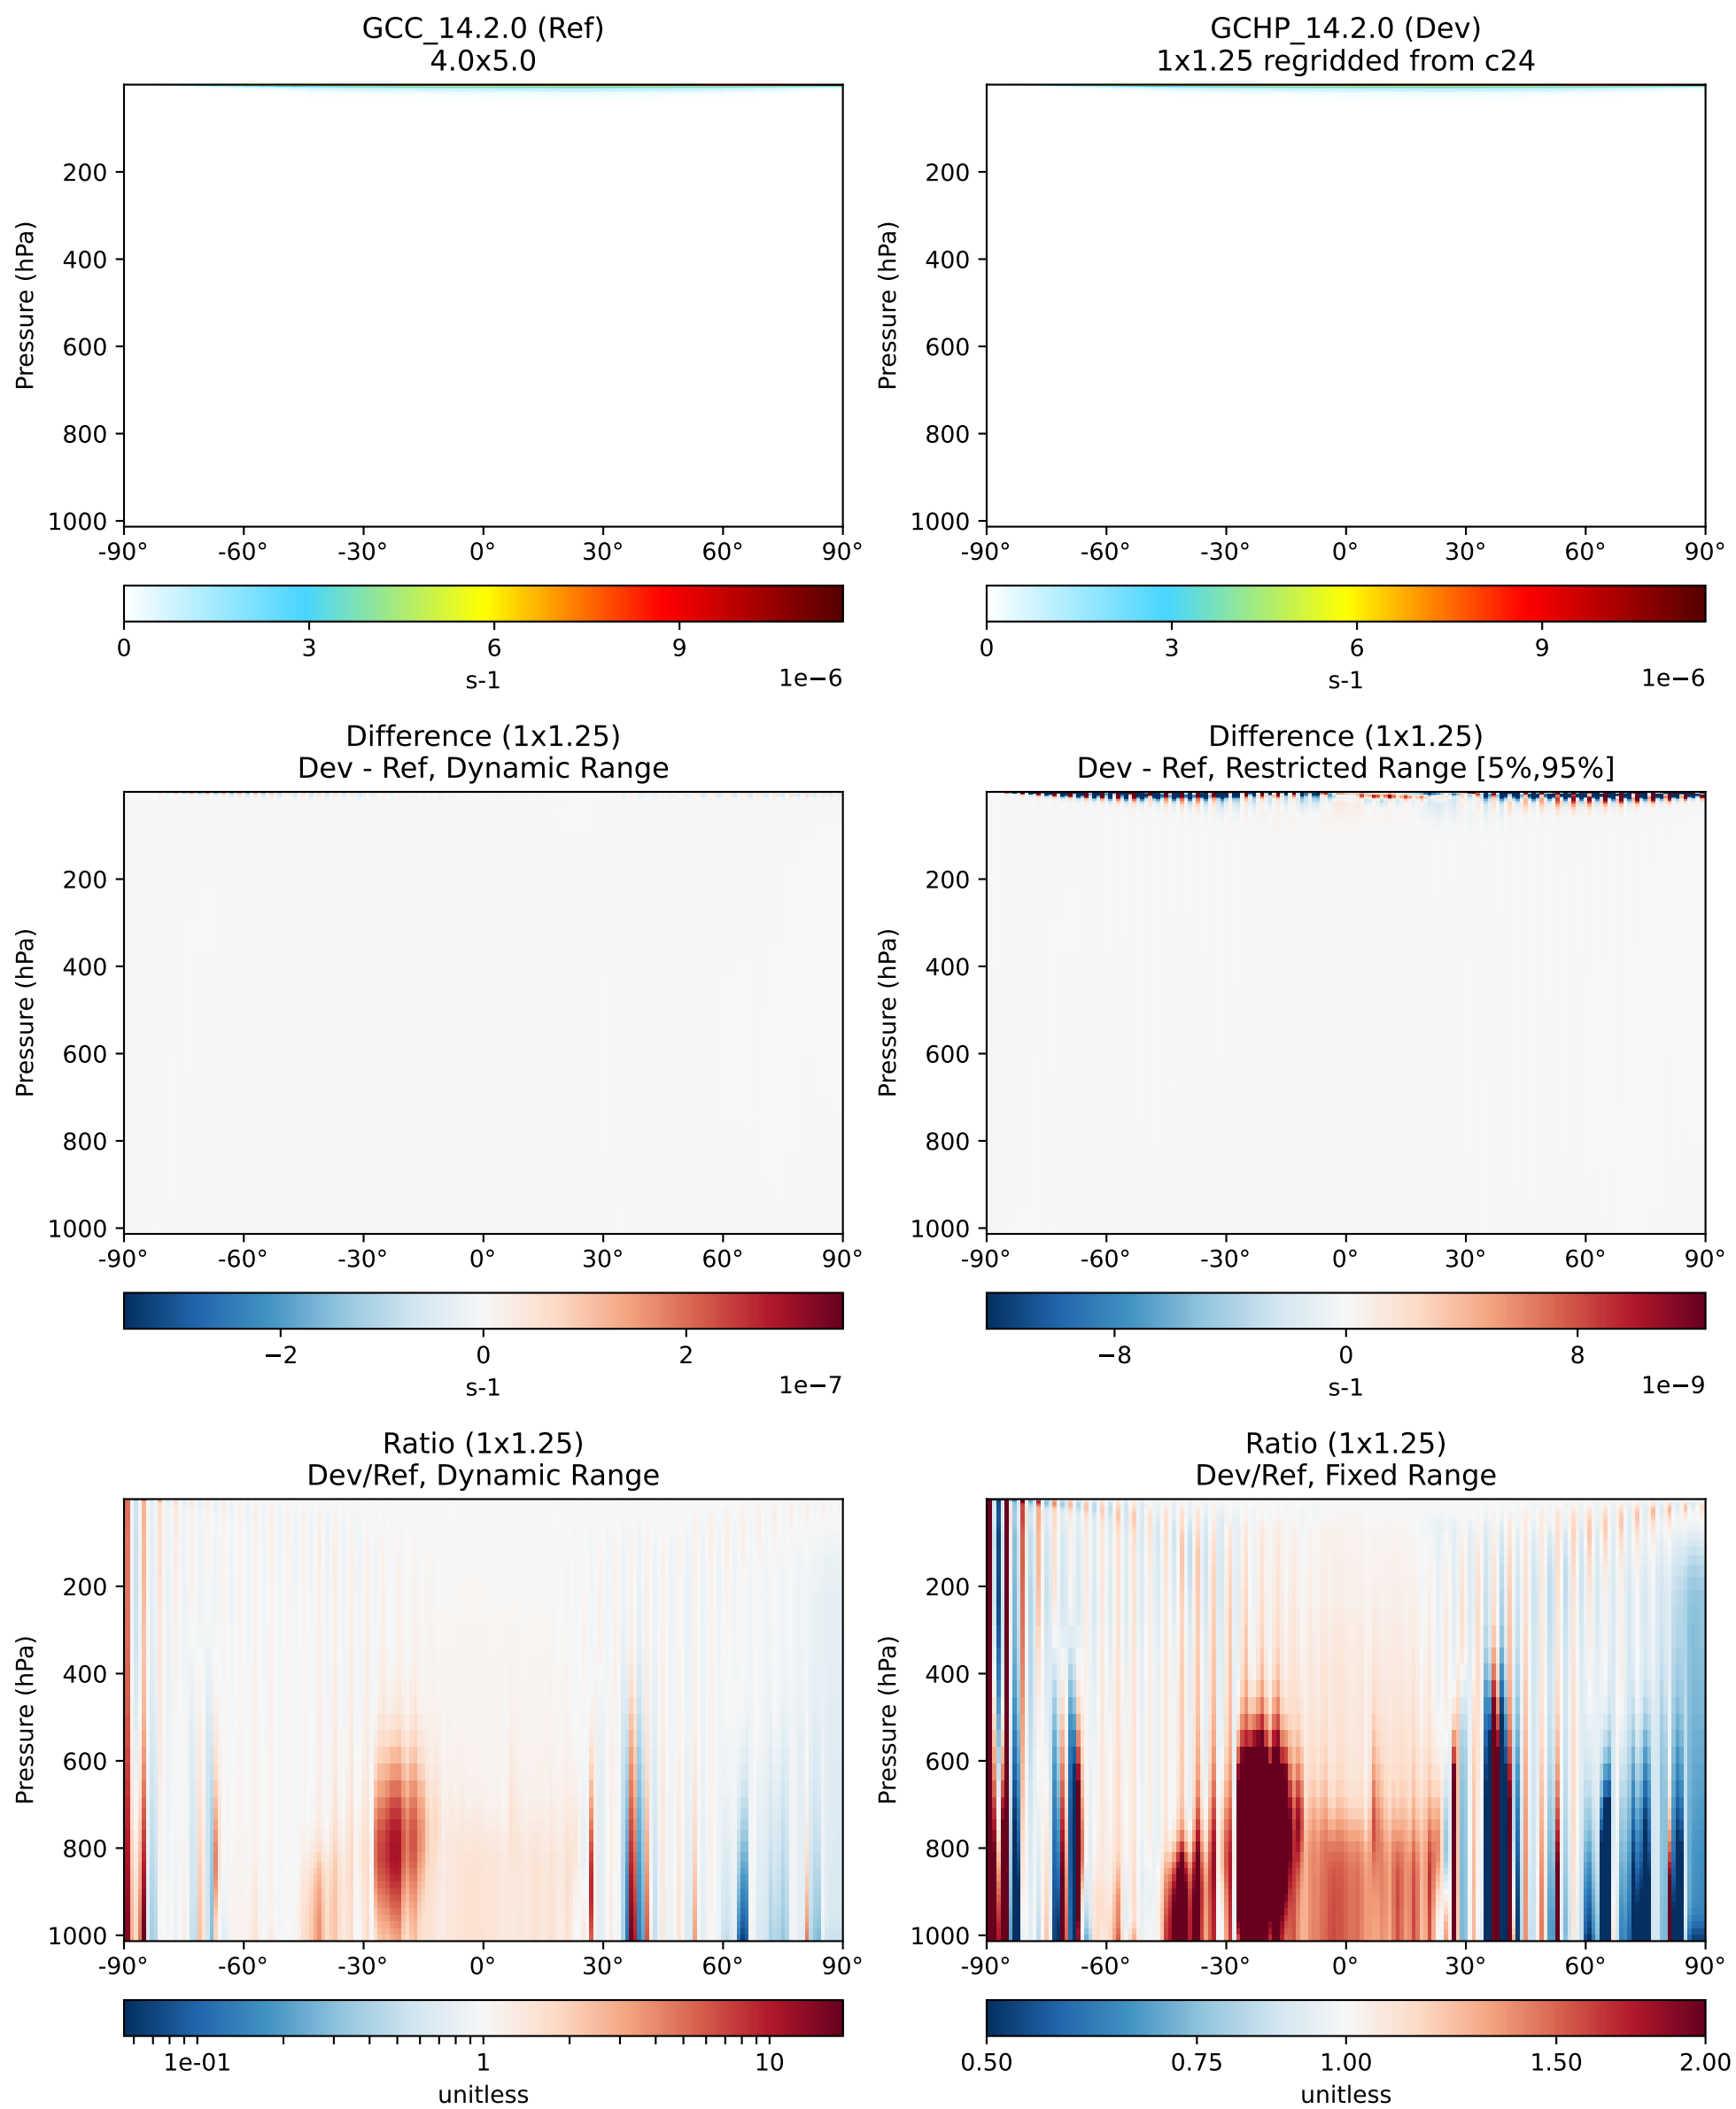 GCC_14.2.0 (Ref)
4.0x5.0
Pressure (hPa)
200
400
600
800
1000
-90° -60° -30° 0° 30° 60° 90°
0 3 6 9
s-1 1e−6
GCHP_14.2.0 (Dev)
1x1.25 regridded from c24
Pressure (hPa)
200
400
600
800
1000
-90° -60° -30° 0° 30° 60° 90°
0 3 6 9
s-1 1e−6
Difference (1x1.25)
Dev - Ref, Dynamic Range
Pressure (hPa)
200
400
600
800
1000
-90° -60° -30° 0° 30° 60° 90°
−2 0 2
s-1 1e−7
Difference (1x1.25)
Dev - Ref, Restricted Range [5%,95%]
Pressure (hPa)
200
400
600
800
1000
-90° -60° -30° 0° 30° 60° 90°
−8 0 8
s-1 1e−9
Ratio (1x1.25)
Dev/Ref, Dynamic Range
Pressure (hPa)
200
400
600
800
1000
-90° -60° -30° 0° 30° 60° 90°
1e-01 1 10
unitless
Ratio (1x1.25)
Dev/Ref, Fixed Range
Pressure (hPa)
200
400
600
800
1000
-90° -60° -30° 0° 30° 60° 90°
0.50 0.75 1.00 1.50 2.00
unitless